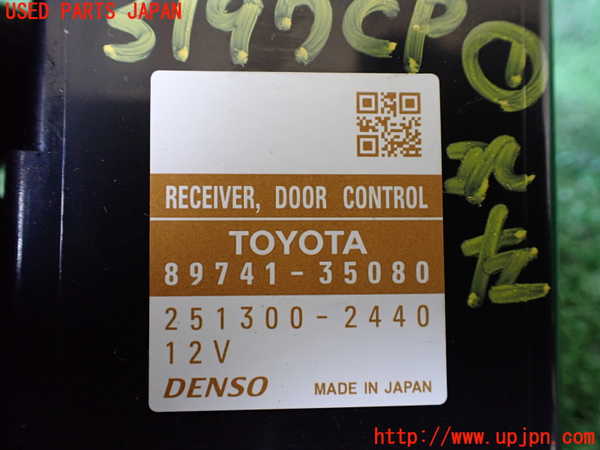 USED PARTS JAPAN
RECEIVER, DOOR CONTROL
TOYOTA
89741-35080
251300-2440
12V
DENSO
MADE IN JAPAN
http://www.upjpn.com